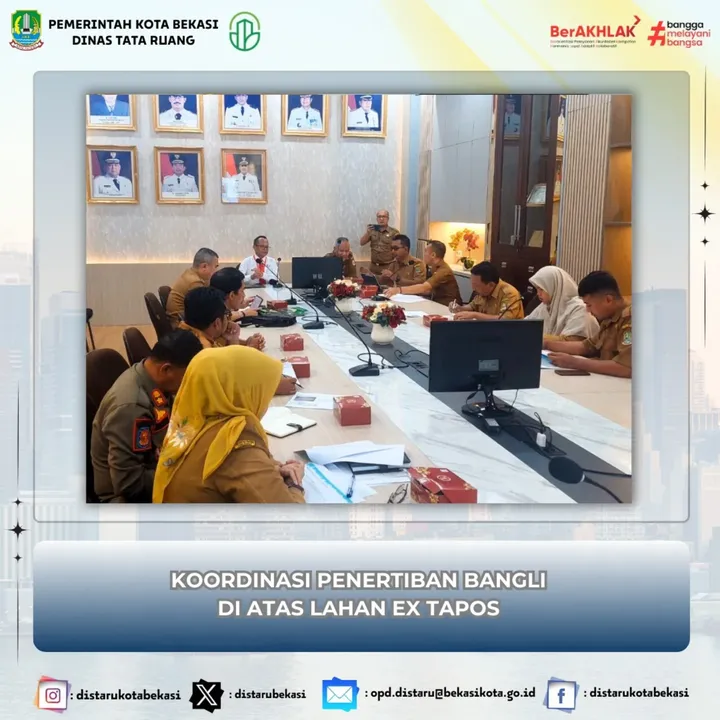 PEMERINTAH KOTA BEKASI
DINAS TATA RUANG
BerAKHLAK
#bangga
melayani
bangsa
KOORDINASI PENERTIBAN BANGLI
DI ATAS LAHAN EX TAPOS
: distarukotabekasi
: distarubekasi
: opd.distaru@bekasikota.go.id
: distarukotabekasi